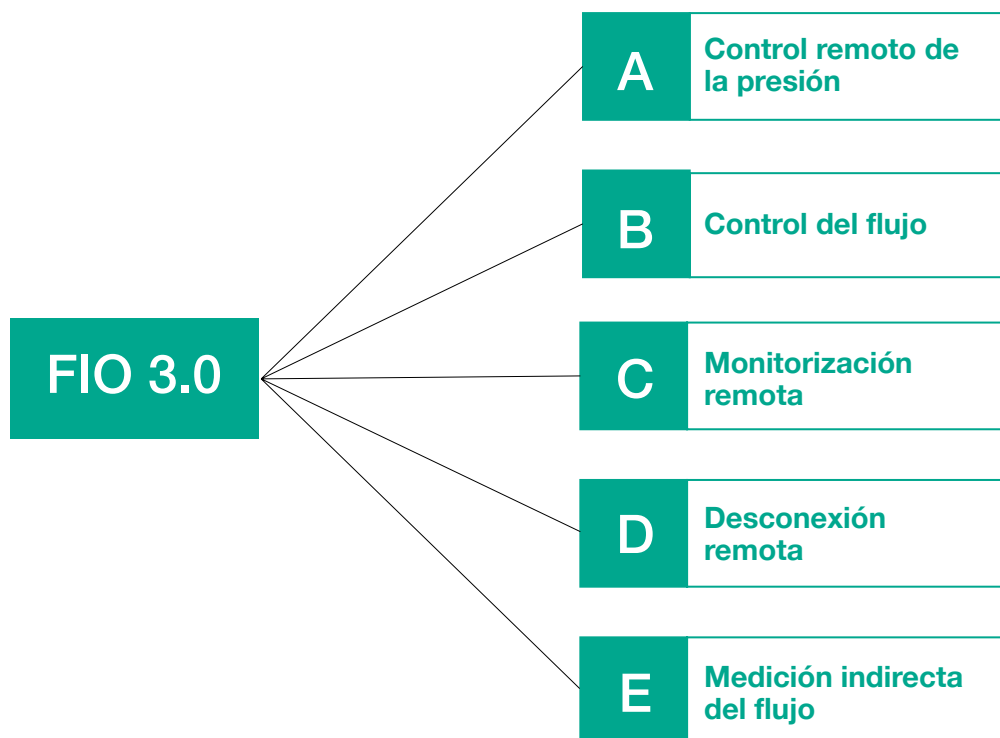 A
Control remoto de
la presión
B
Control del flujo
FIO 3.0
C
Monitorización
remota
D
Desconexión
remota
E
Medición indirecta
del flujo